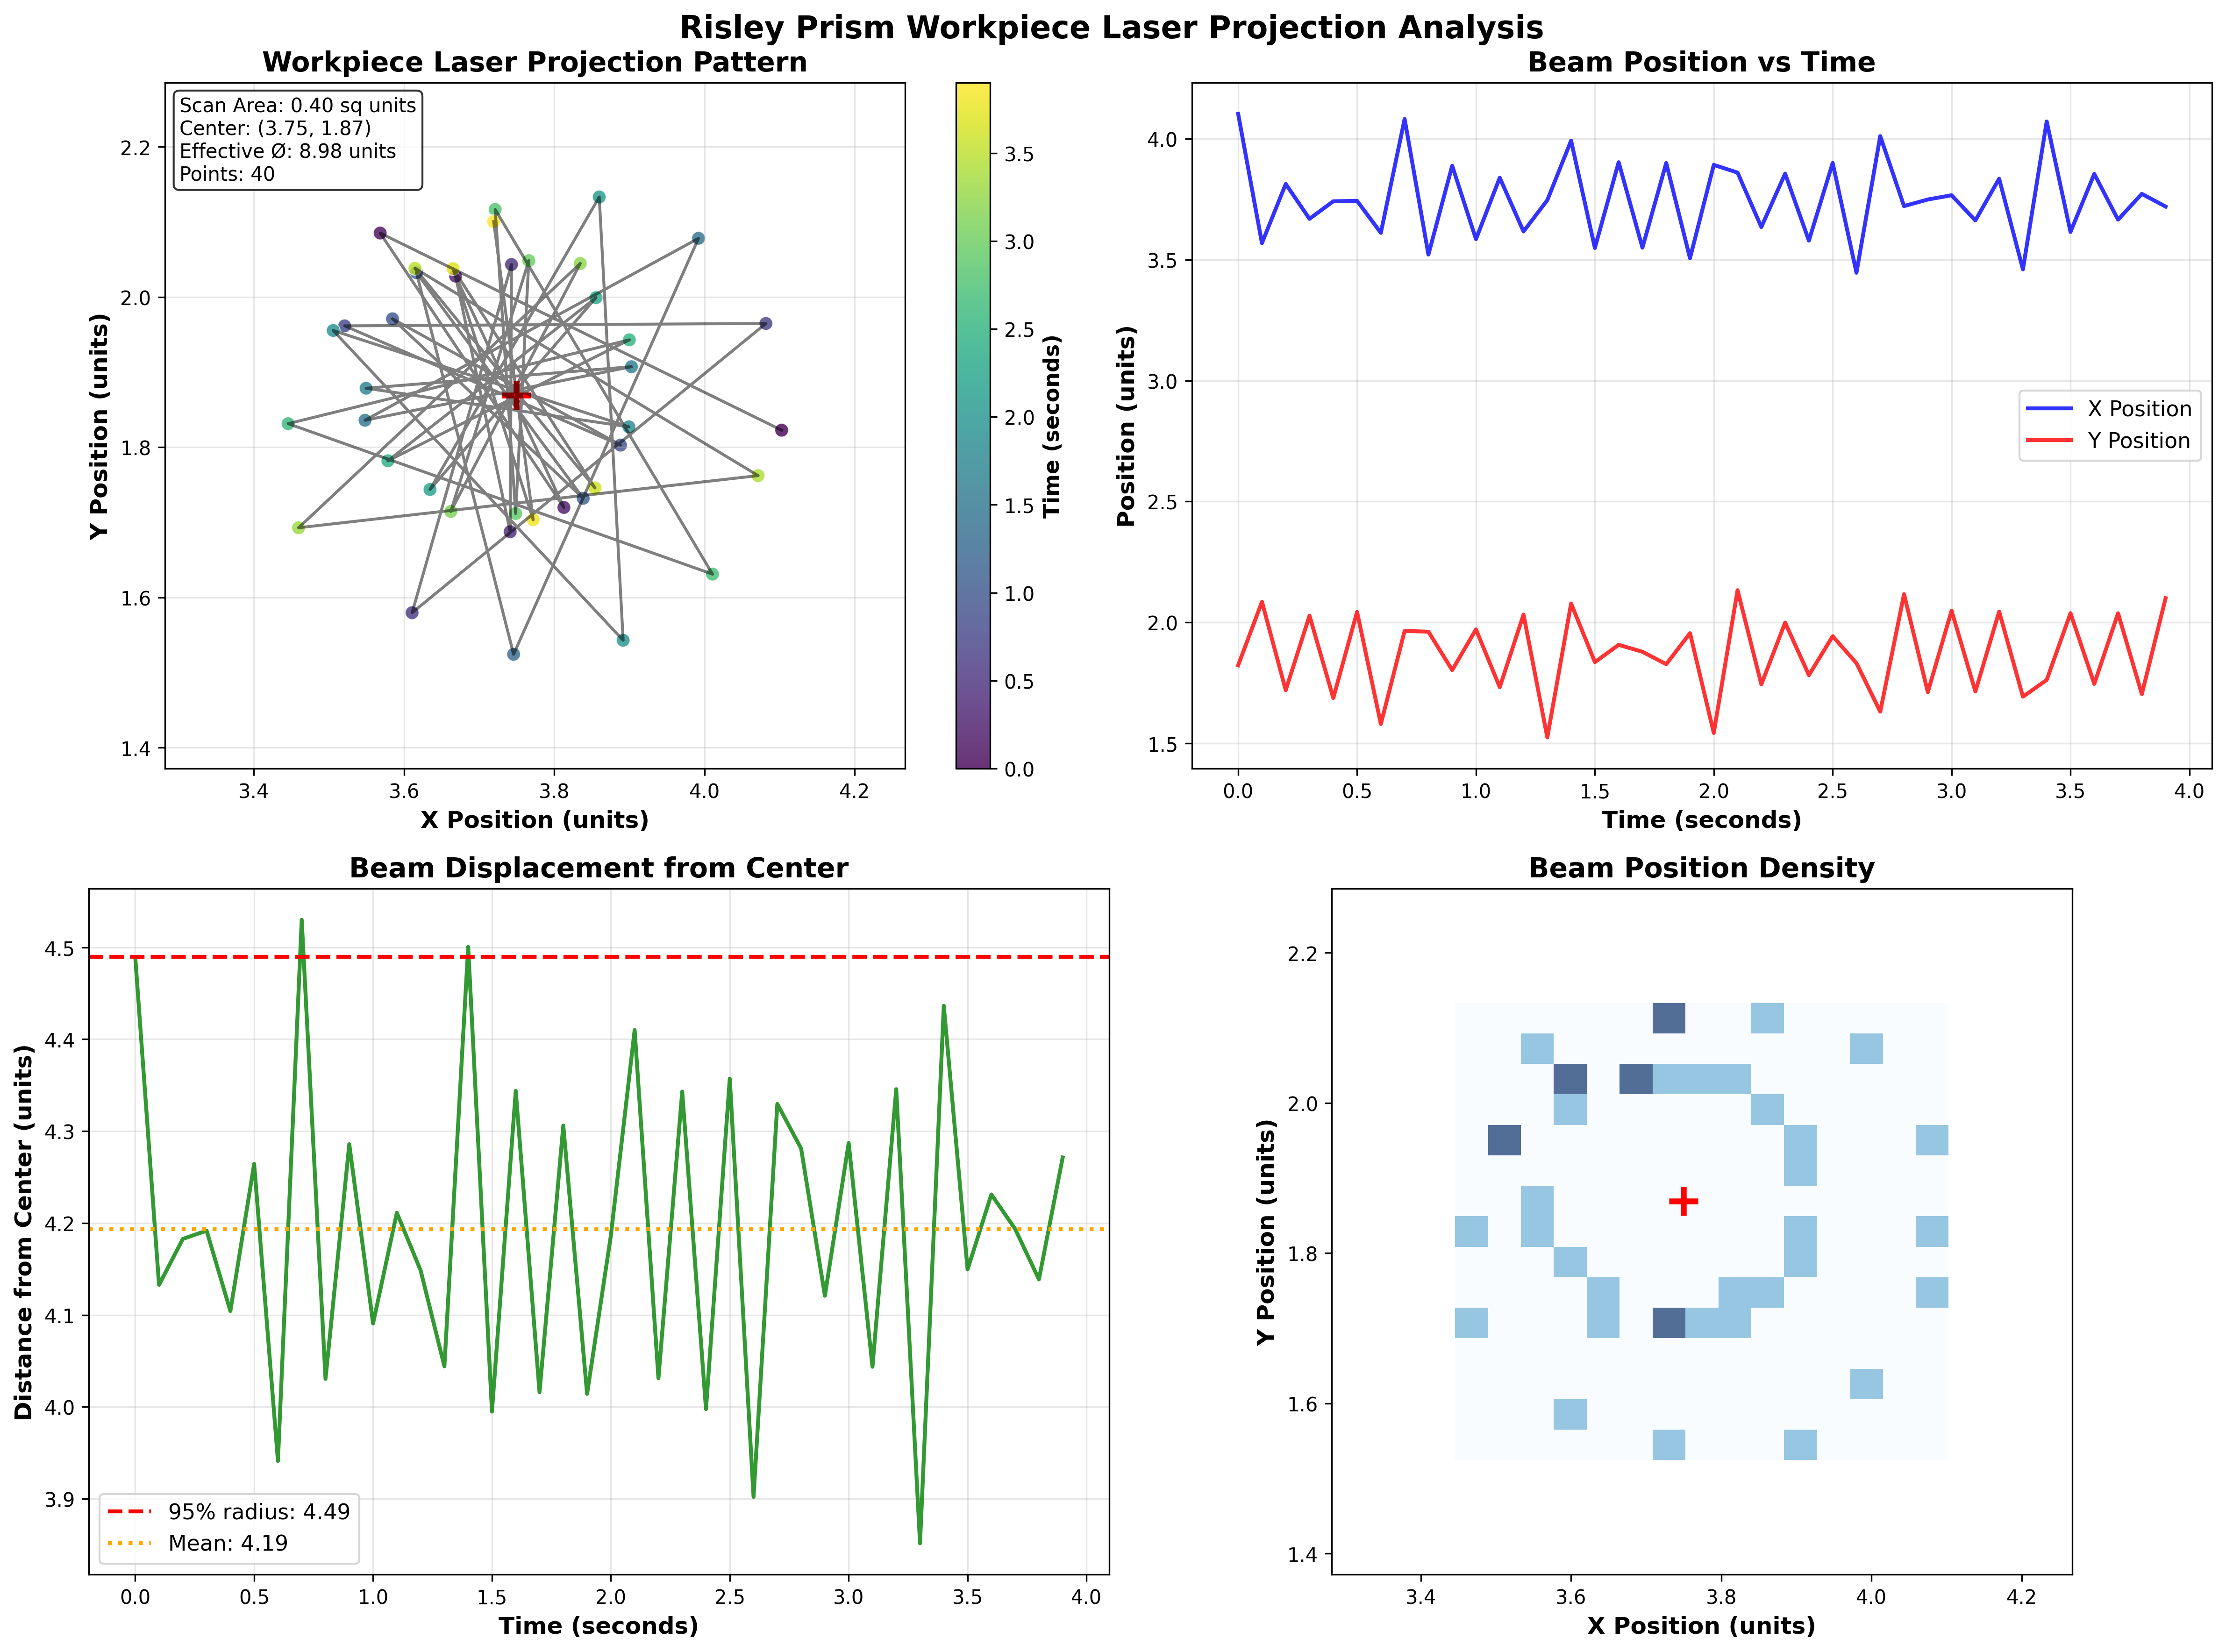 Risley Prism Workpiece Laser Projection Analysis
Workpiece Laser Projection Pattern
Scan Area: 0.40 sq units
Center: (3.75, 1.87)
Effective Ø: 8.98 units
Points: 40
2.2
2.0
1.8
1.6
1.4
Y Position (units)
3.4 3.6 3.8 4.0 4.2
X Position (units)
3.5
3.0
2.5
2.0
1.5
1.0
0.5
0.0
Time (seconds)
Beam Position vs Time
4.0
3.5
3.0
2.5
2.0
1.5
Position (units)
X Position
Y Position
0.0 0.5 1.0 1.5 2.0 2.5 3.0 3.5 4.0
Time (seconds)
Beam Displacement from Center
4.5
4.4
4.3
4.2
4.1
4.0
3.9
Distance from Center (units)
95% radius: 4.49
Mean: 4.19
0.0 0.5 1.0 1.5 2.0 2.5 3.0 3.5 4.0
Time (seconds)
Beam Position Density
2.2
2.0
1.8
1.6
1.4
Y Position (units)
3.4 3.6 3.8 4.0 4.2
X Position (units)